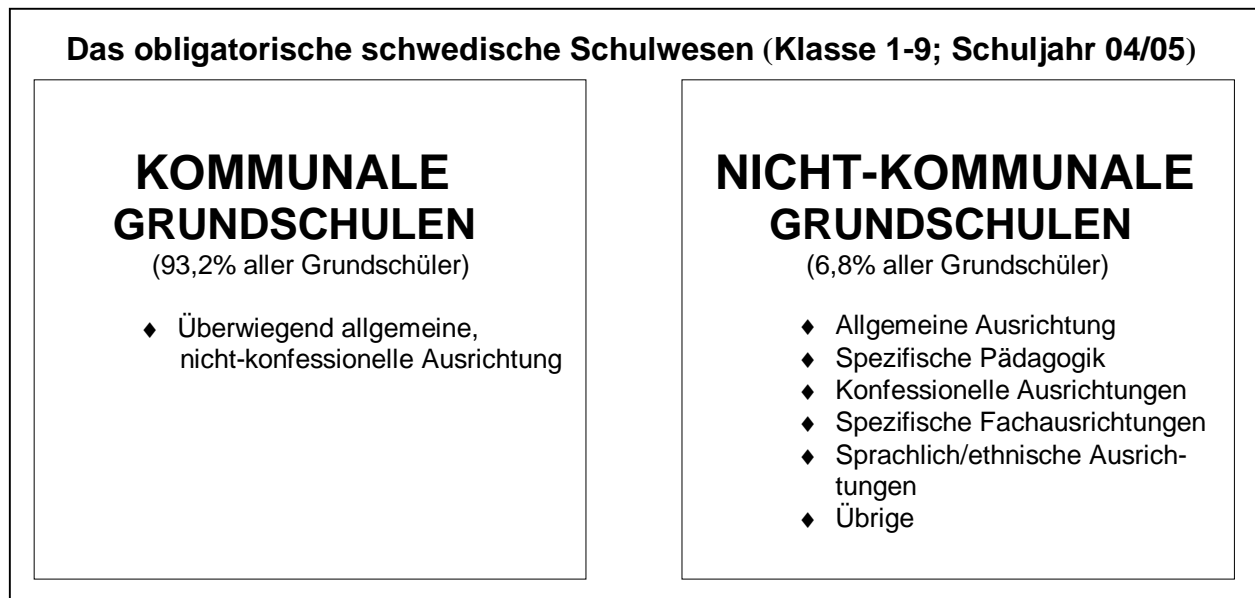 Das obligatorische schwedische Schulwesen (Klasse 1-9; Schuljahr 04/05)
KOMMUNALE
GRUNDSCHULEN
(93,2% aller Grundschüler)
♦ Überwiegend allgemeine,
nicht-konfessionelle Ausrichtung
NICHT-KOMMUNALE
GRUNDSCHULEN
(6,8% aller Grundschüler)
♦ Allgemeine Ausrichtung
♦ Spezifische Pädagogik
♦ Konfessionelle Ausrichtungen
♦ Spezifische Fachausrichtungen
♦ Sprachlich/ethnische Ausrich-
tungen
♦ Übrige